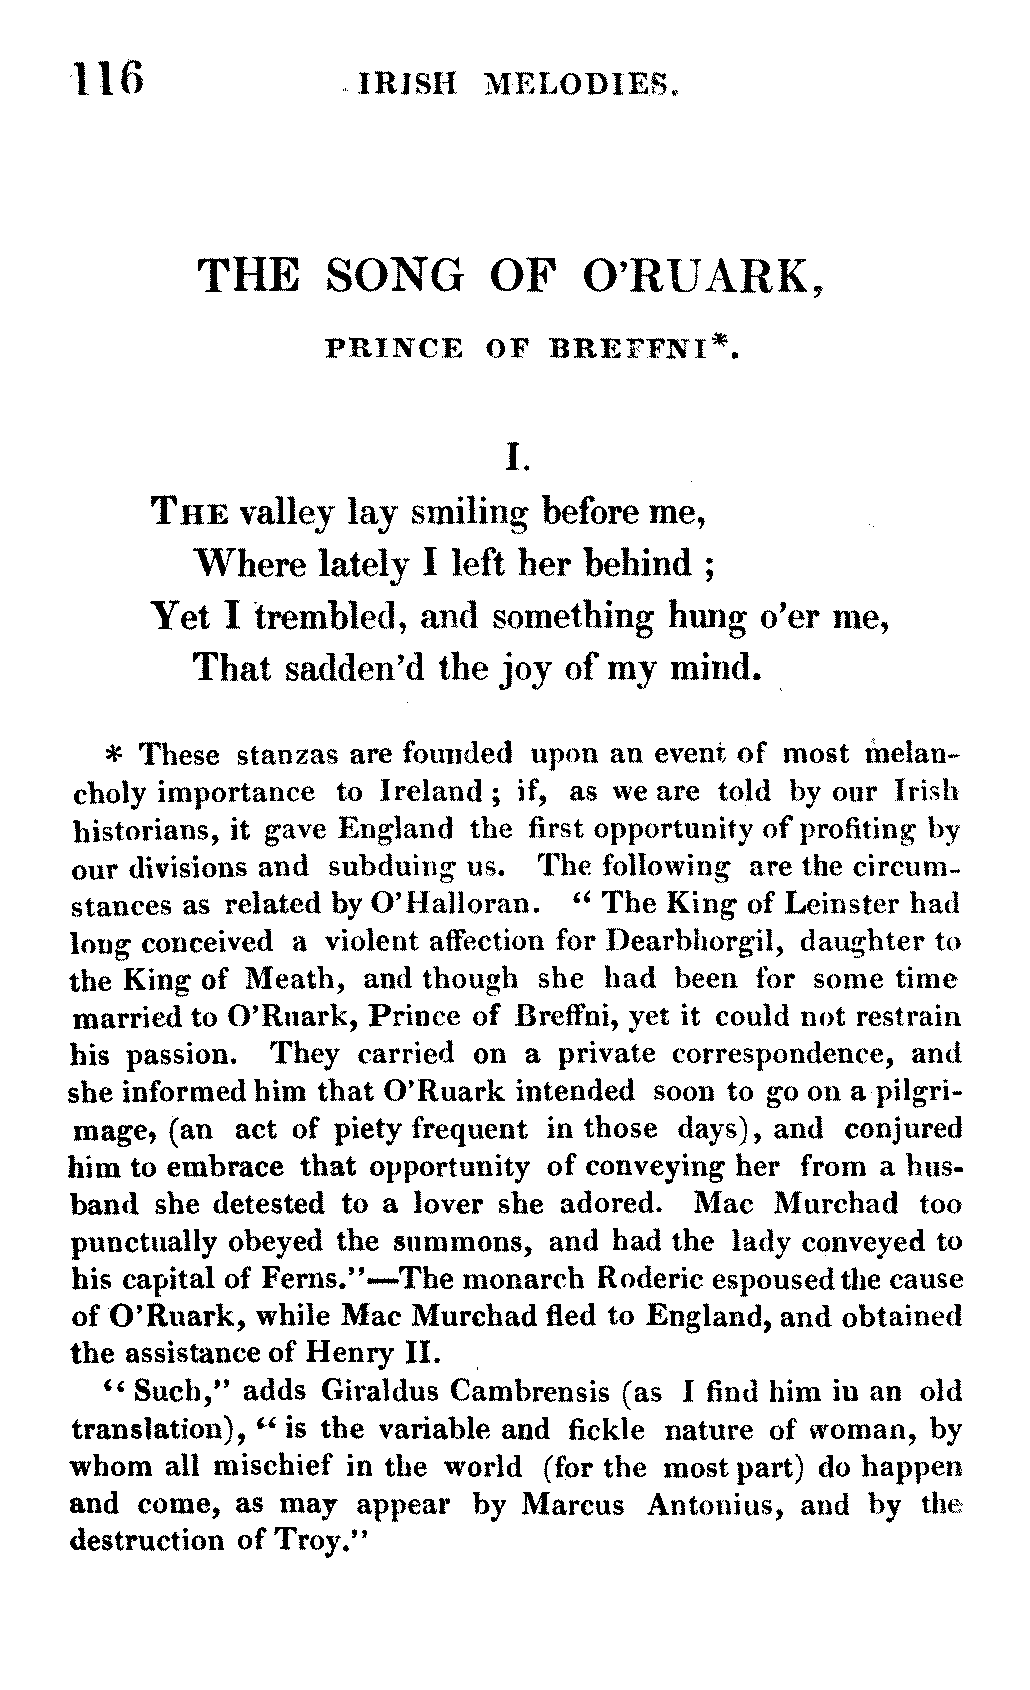 116 IRISH MELODIES.
THE SONG OF O'RUARK,
PRINCE OF BREFFNI*.
I.
THE valley lay smiling before me,
Where lately I left her behind ;
Yet I trembled, and something hung o'er me,
That sadden'd the joy of my mind.
* These stanzas are founded upon an event of most melan-
choly importance to Ireland ; if, as we are told by our Irish
historians, it gave England the first opportunity of profiting by
our divisions and subduing us. The following are the circum-
stances as related by O'Halloran. “ The King of Leinster had
long conceived a violent affection for Dearbhorgil, daughter to
the King of Meath, and though she had been for some time
married to O'Ruark, Prince of Breffni, yet it could not restrain
his passion. They carried on a private correspondence, and
she informed him that O'Ruark intended soon to go on a pilgri-
mage, (an act of piety frequent in those days), and conjured
him to embrace that opportunity of conveying her from a hus-
band she detested to a lover she adored. Mac Murchad too
punctually obeyed the summons, and had the lady conveyed to
his capital of Ferns.”—The monarch Roderic espoused the cause
of O'Ruark, while Mac Murchad fled to England, and obtained
the assistance of Henry II.
“ Such,” adds Giraldus Cambrensis (as I find him in an old
translation), “ is the variable and fickle nature of woman, by
whom all mischief in the world (for the most part) do happen
and come, as may appear by Marcus Antonius, and by the
destruction of Troy.”